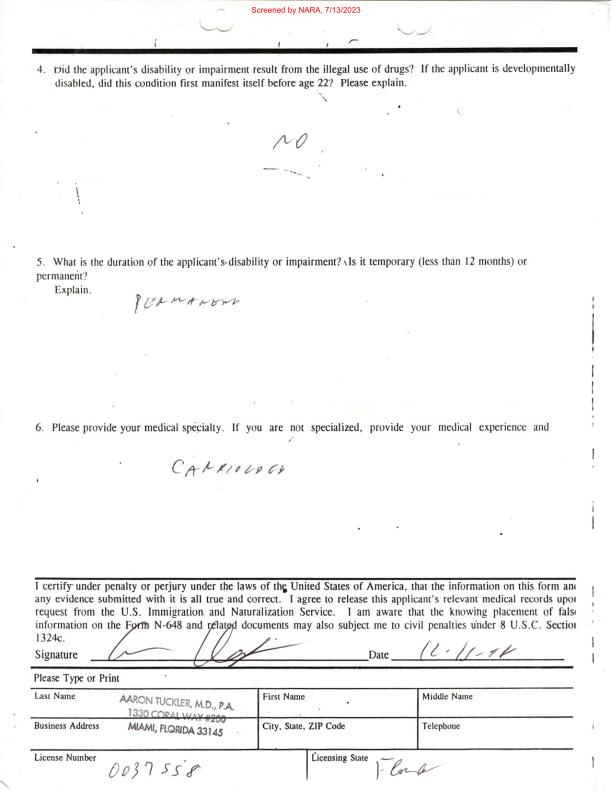 Screened by NARA, 7/13/2023
4. Did the applicant's disability or impairment result from the illegal use of drugs? If the applicant is developmentally
disabled, did this condition first manifest itself before age 22? Please explain.
NO
5. What is the duration of the applicant's disability or impairment? Is it temporary (less than 12 months) or
permanent?
Explain.
PERMANENT
6. Please provide your medical specialty. If you are not specialized, provide your medical experience and
CARDIOLOGY
I certify under penalty or perjury under the laws of the United States of America, that the information on this form and
any evidence submitted with it is all true and correct. I agree to release this applicant's relevant medical records upon
request from the U.S. Immigration and Naturalization Service. I am aware that the knowing placement of false
information on the Form N-648 and related documents may also subject me to civil penalties under 8 U.S.C. Section
1324c.
Signature Date
Please Type or Print
Last Name AARON TUCKLER, M.D., P.A. First Name Middle Name
1330 CORAL WAY #200
Business Address MIAMI, FLORIDA 33145 City, State, ZIP Code Telephone
License Number 0037558 Licensing State Florida